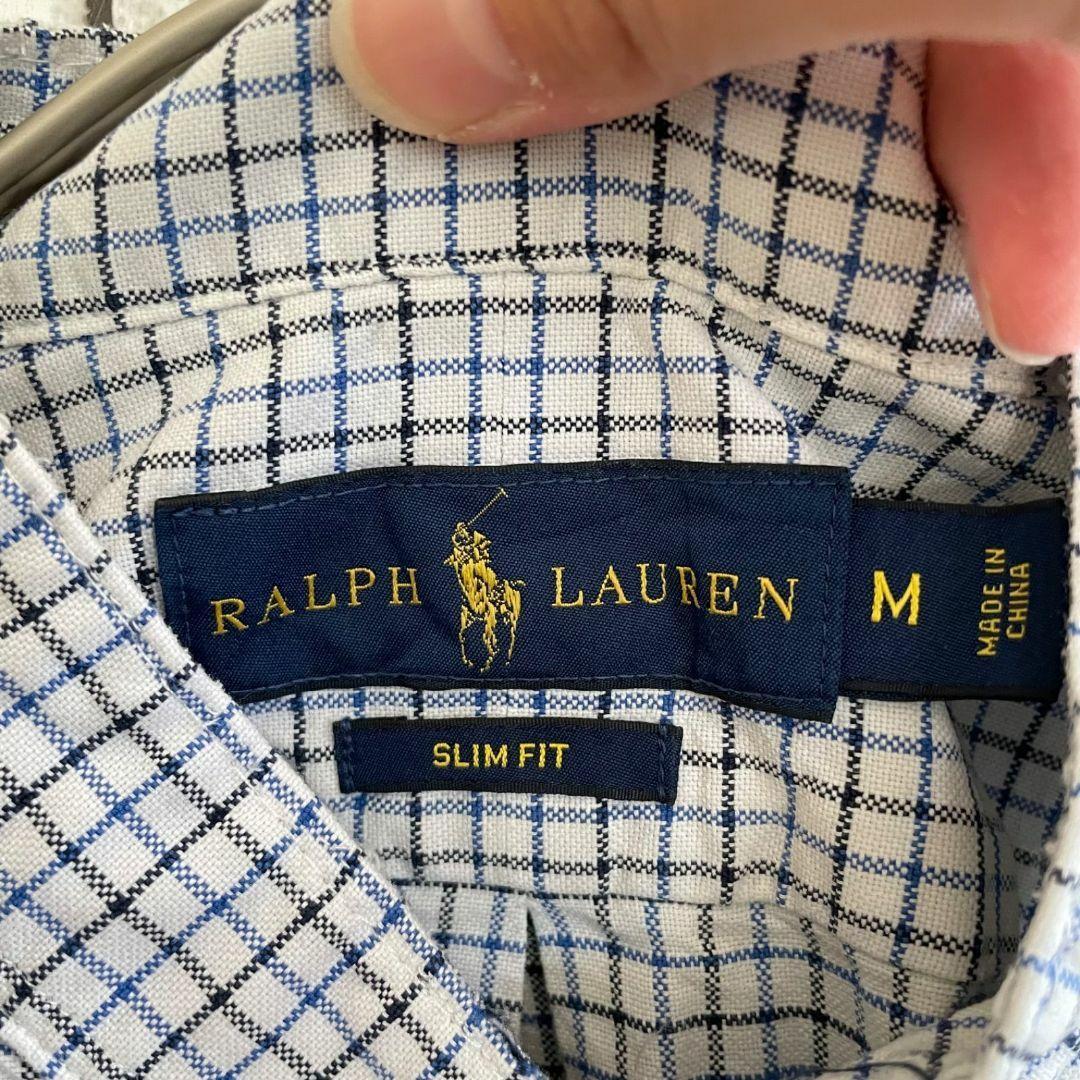 RALPH LAUREN
M
MADE IN
CHINA
SLIM FIT